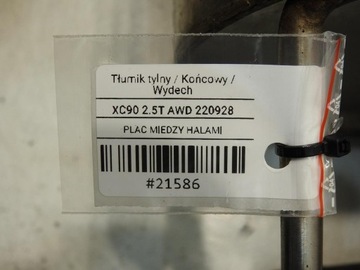 Tłumik tylny / Końcowy /
Wydech
XC90 2.5T AWD 220928
PLAC MIEDZY HALAMI
#21586